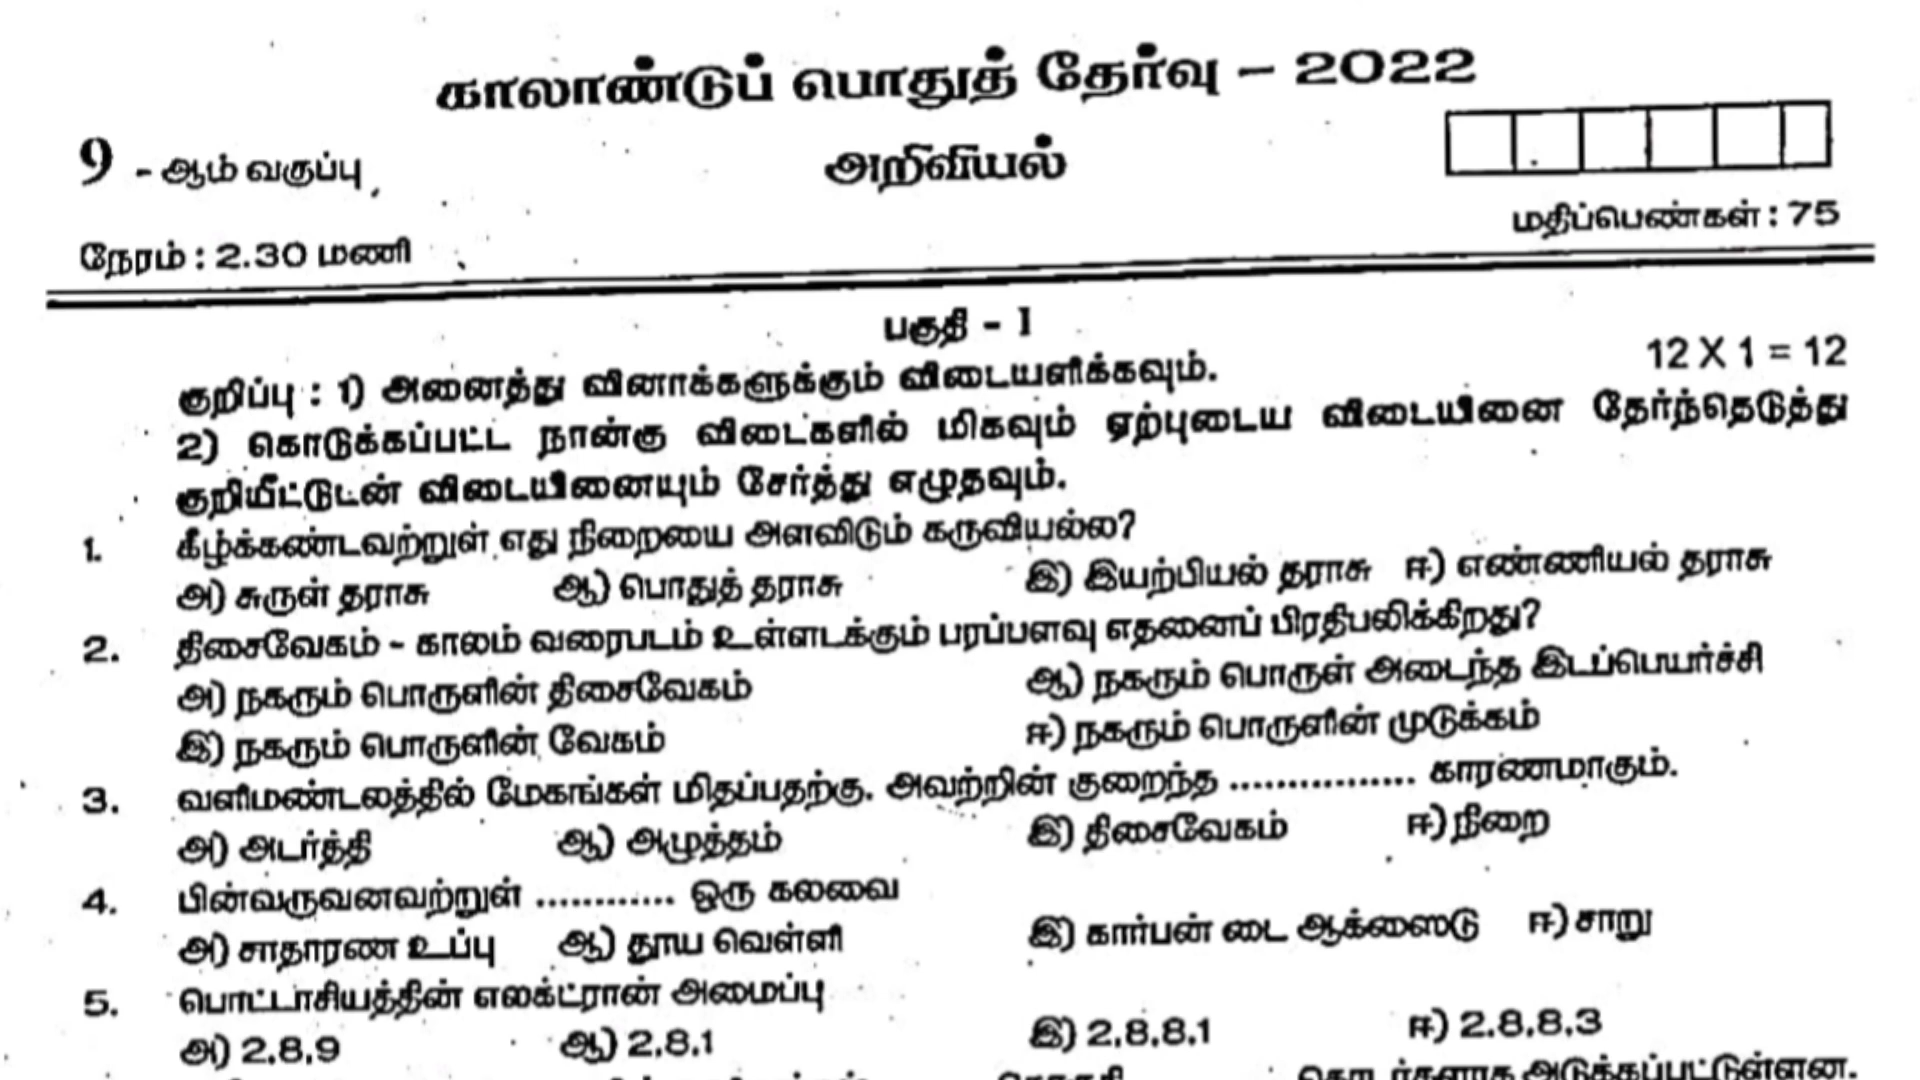 காலாண்டுப் பொதுத் தேர்வு – 2022
9 - ஆம் வகுப்பு
அறிவியல்
மதிப்பெண்கள் : 75
நேரம் : 2.30 மணி
பகுதி - I
12 X 1 = 12
குறிப்பு : 1) அனைத்து வினாக்களுக்கும் விடையளிக்கவும்.
2) கொடுக்கப்பட்ட நான்கு விடைகளில் மிகவும் ஏற்புடைய விடையினை தேர்ந்தெடுத்து
குறியீட்டுடன் விடையினையும் சேர்த்து எழுதவும்.
1. கீழ்க்கண்டவற்றுள் எது நிறையை அளவிடும் கருவியல்ல?
அ) சுருள் தராசு ஆ) பொதுத் தராசு இ) இயற்பியல் தராசு ஈ) எண்ணியல் தராசு
2. திசைவேகம் - காலம் வரைபடம் உள்ளடக்கும் பரப்பளவு எதனைப் பிரதிபலிக்கிறது?
அ) நகரும் பொருளின் திசைவேகம் ஆ) நகரும் பொருள் அடைந்த இடப்பெயர்ச்சி
இ) நகரும் பொருளின் வேகம் ஈ) நகரும் பொருளின் முடுக்கம்
3. வளிமண்டலத்தில் மேகங்கள் மிதப்பதற்கு. அவற்றின் குறைந்த ................ காரணமாகும்.
அ) அடர்த்தி ஆ) அழுத்தம் இ) திசைவேகம் ஈ) நிறை
4. பின்வருவனவற்றுள் ............ ஒரு கலவை
அ) சாதாரண உப்பு ஆ) தூய வெள்ளி இ) கார்பன் டை ஆக்ஸைடு ஈ) சாறு
5. பொட்டாசியத்தின் எலக்ட்ரான் அமைப்பு
அ) 2,8,9 ஆ) 2,8,1 இ) 2,8,8,1 ஈ) 2.8,8,3
அடுக்கப்பட்டுள்ளன.